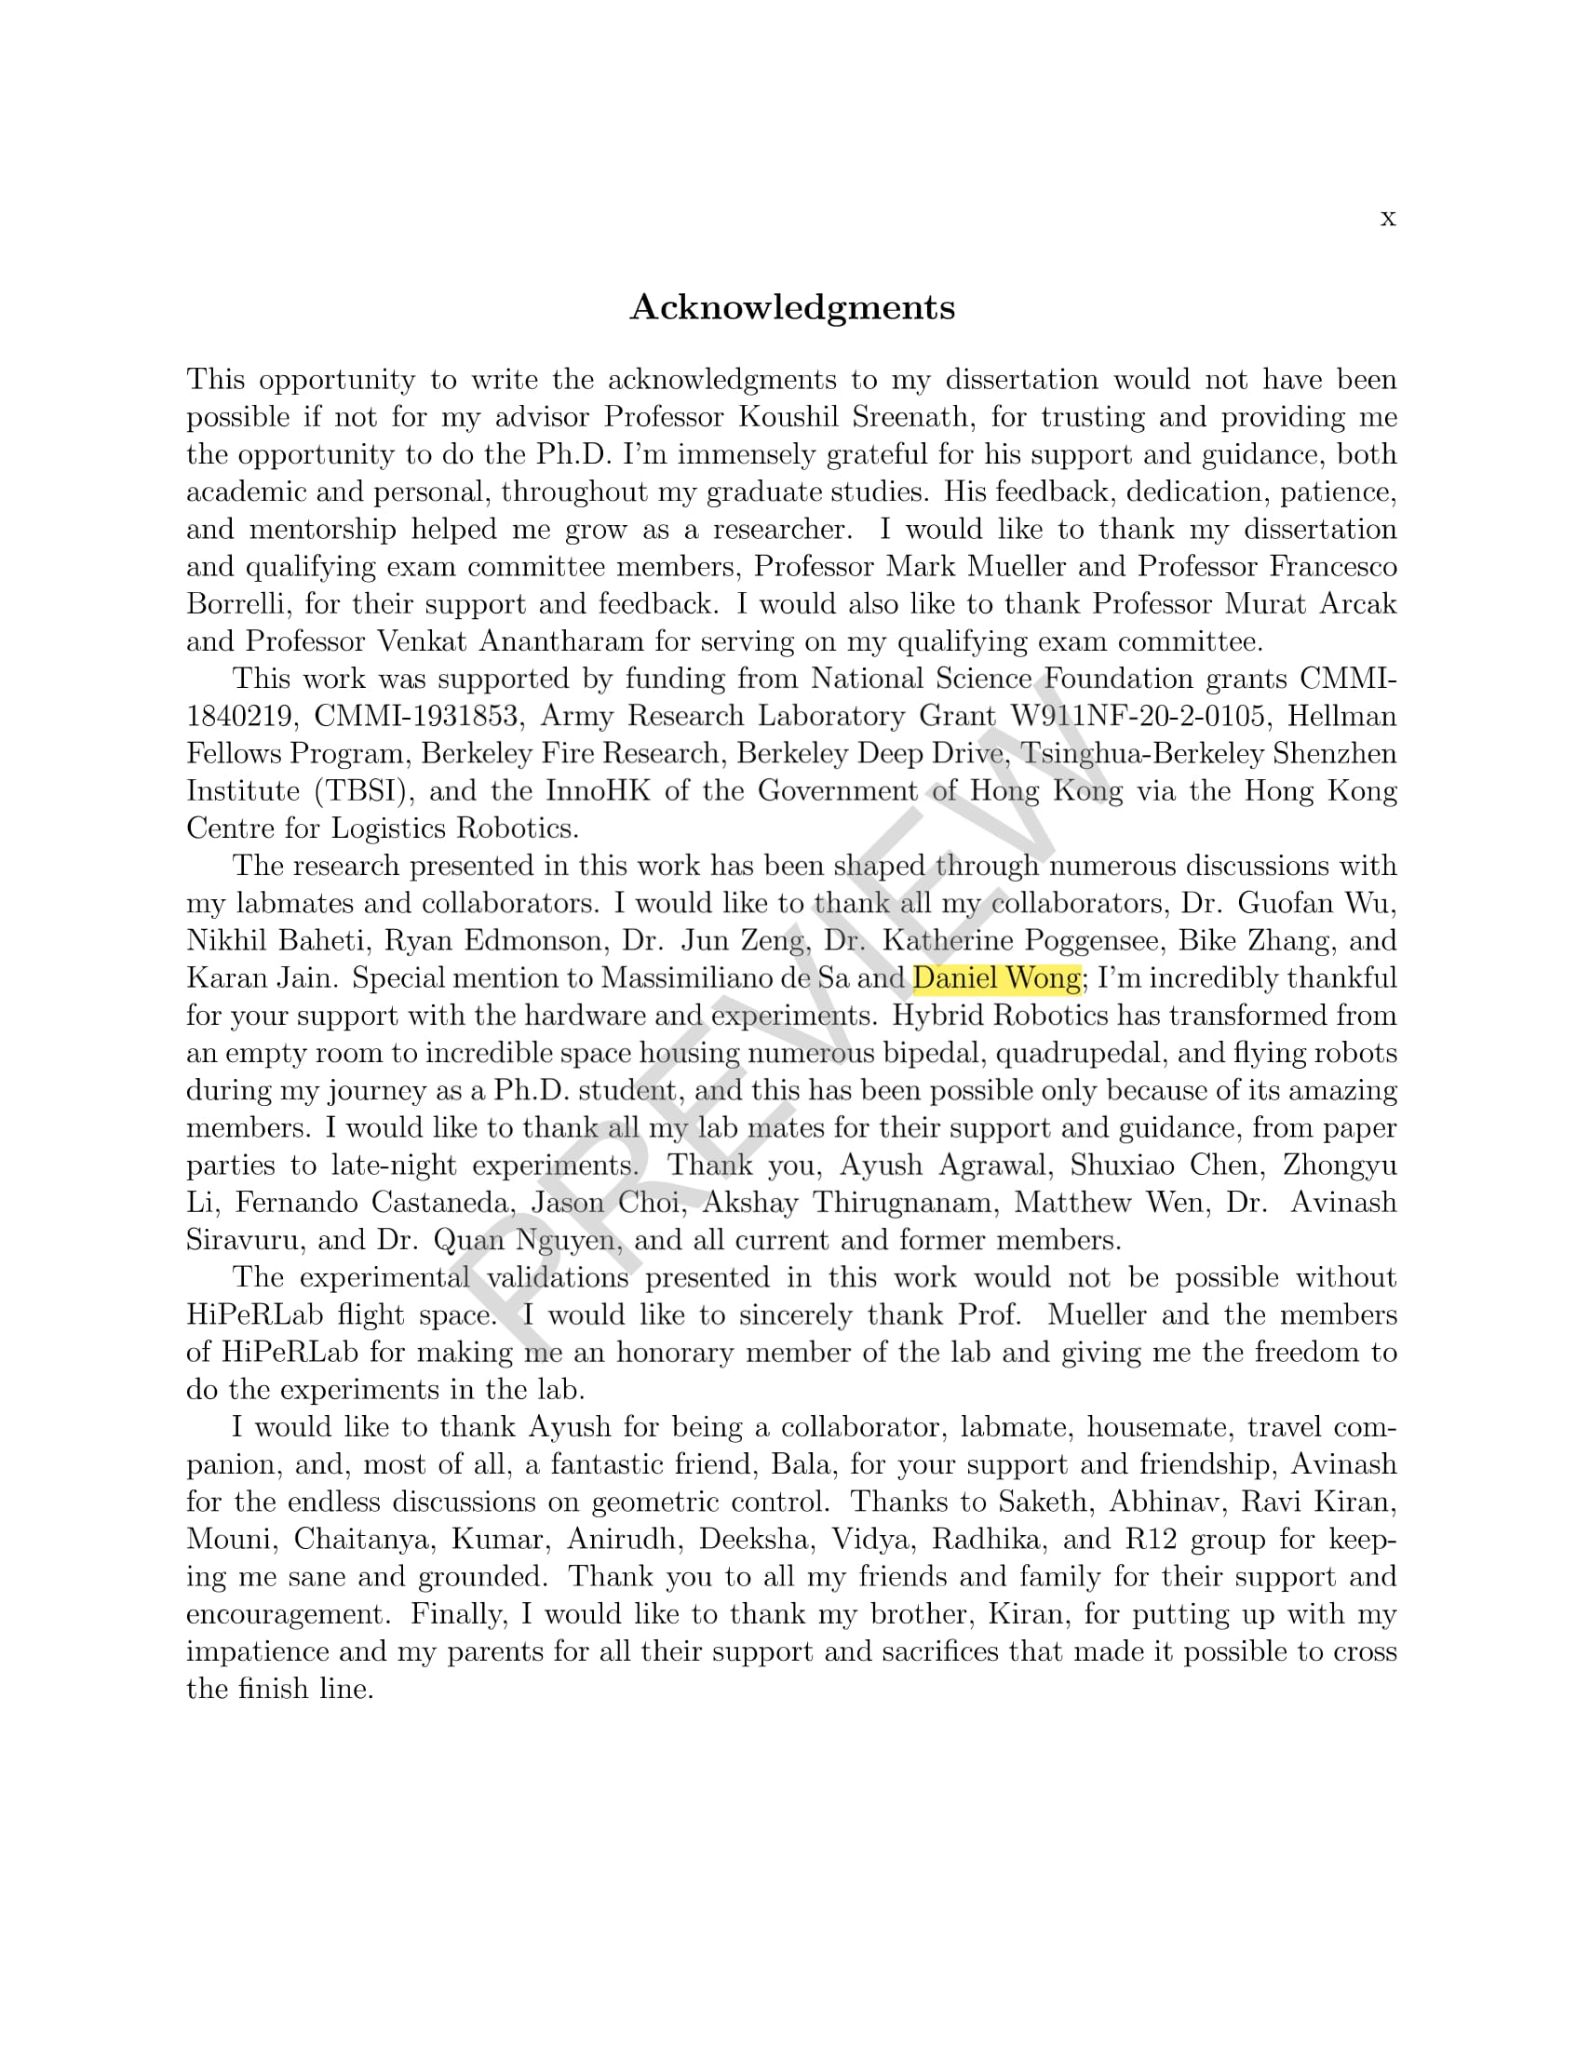 x
Acknowledgments
This opportunity to write the acknowledgments to my dissertation would not have been
possible if not for my advisor Professor Koushil Sreenath, for trusting and providing me
the opportunity to do the Ph.D. I'm immensely grateful for his support and guidance, both
academic and personal, throughout my graduate studies. His feedback, dedication, patience,
and mentorship helped me grow as a researcher. I would like to thank my dissertation
and qualifying exam committee members, Professor Mark Mueller and Professor Francesco
Borrelli, for their support and feedback. I would also like to thank Professor Murat Arcak
and Professor Venkat Anantharam for serving on my qualifying exam committee.
This work was supported by funding from National Science Foundation grants CMMI-
1840219, CMMI-1931853, Army Research Laboratory Grant W911NF-20-2-0105, Hellman
Fellows Program, Berkeley Fire Research, Berkeley Deep Drive, Tsinghua-Berkeley Shenzhen
Institute (TBSI), and the InnoHK of the Government of Hong Kong via the Hong Kong
Centre for Logistics Robotics.
The research presented in this work has been shaped through numerous discussions with
my labmates and collaborators. I would like to thank all my collaborators, Dr. Guofan Wu,
Nikhil Baheti, Ryan Edmonson, Dr. Jun Zeng, Dr. Katherine Poggensee, Bike Zhang, and
Karan Jain. Special mention to Massimiliano de Sa and Daniel Wong; I'm incredibly thankful
for your support with the hardware and experiments. Hybrid Robotics has transformed from
an empty room to incredible space housing numerous bipedal, quadrupedal, and flying robots
during my journey as a Ph.D. student, and this has been possible only because of its amazing
members. I would like to thank all my lab mates for their support and guidance, from paper
parties to late-night experiments. Thank you, Ayush Agrawal, Shuxiao Chen, Zhongyu
Li, Fernando Castaneda, Jason Choi, Akshay Thirugnanam, Matthew Wen, Dr. Avinash
Siravuru, and Dr. Quan Nguyen, and all current and former members.
The experimental validations presented in this work would not be possible without
HiPeRLab flight space. I would like to sincerely thank Prof. Mueller and the members
of HiPeRLab for making me an honorary member of the lab and giving me the freedom to
do the experiments in the lab.
I would like to thank Ayush for being a collaborator, labmate, housemate, travel com-
panion, and, most of all, a fantastic friend, Bala, for your support and friendship, Avinash
for the endless discussions on geometric control. Thanks to Saketh, Abhinav, Ravi Kiran,
Mouni, Chaitanya, Kumar, Anirudh, Deeksha, Vidya, Radhika, and R12 group for keep-
ing me sane and grounded. Thank you to all my friends and family for their support and
encouragement. Finally, I would like to thank my brother, Kiran, for putting up with my
impatience and my parents for all their support and sacrifices that made it possible to cross
the finish line.
PREVIEW